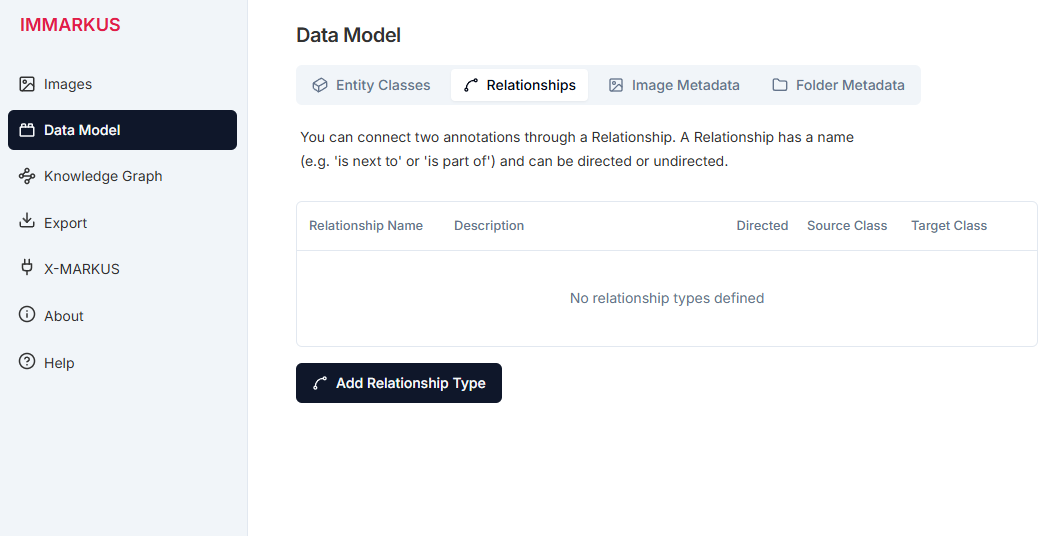 IMMARKUS
Images
Data Model
Knowledge Graph
Export
X-MARKUS
About
Help
Data Model
Entity Classes
Relationships
Image Metadata
Folder Metadata
You can connect two annotations through a Relationship. A Relationship has a name
(e.g. 'is next to' or 'is part of') and can be directed or undirected.
Relationship Name Description Directed Source Class Target Class
No relationship types defined
Add Relationship Type